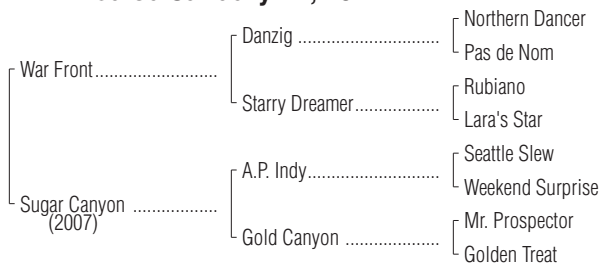 Northern Dancer
Danzig ....................................
Pas de Nom
War Front...............................
Rubiano
Starry Dreamer.....................
Lara's Star
Seattle Slew
A.P. Indy.................................
Weekend Surprise
Sugar Canyon .....................
(2007)
Mr. Prospector
Gold Canyon ........................
Golden Treat